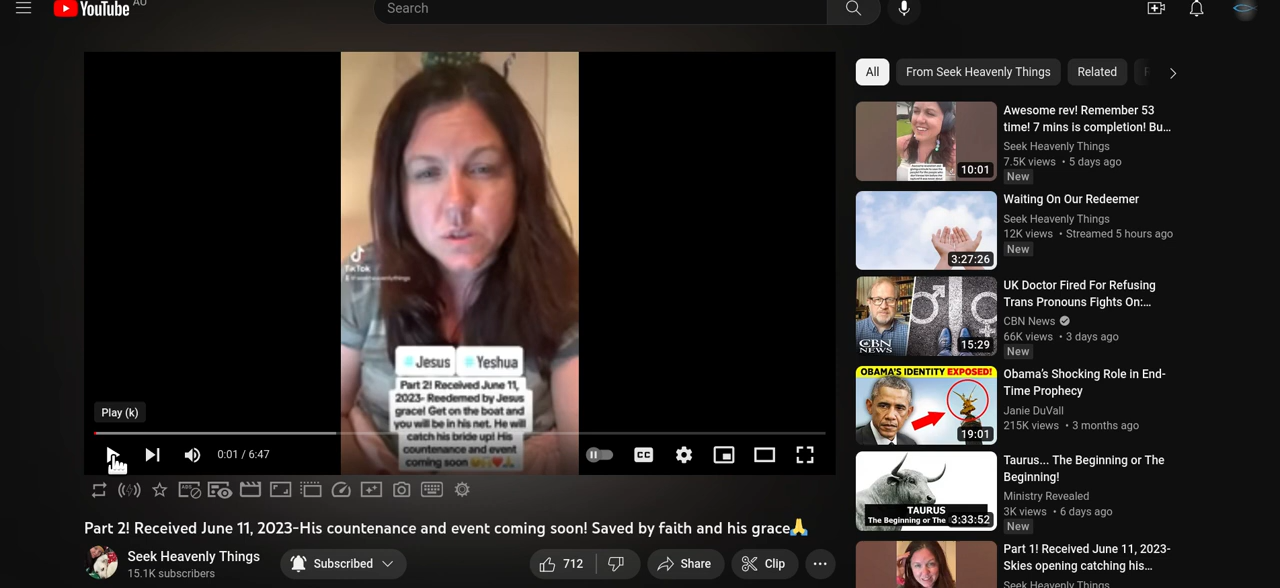 YouTube AU
Search
TikTok
Jesus Yeshua
Part 2! Received June 11,
2023- Reedemed by Jesus
grace! Get on the boat and
you will be in his net. He will
catch his bride up! His
countenance and event
coming soon 😊🙌❤️🙏
Play (k)
0:01 / 6:47
CC
Part 2! Received June 11, 2023-His countenance and event coming soon! Saved by faith and his grace🙏
Seek Heavenly Things
15.1K subscribers
Subscribed
712
Share
Clip
All
From Seek Heavenly Things
Related
10:01
Awesome rev! Remember 53
time! 7 mins is completion! Bu...
Seek Heavenly Things
7.5K views • 5 days ago
New
3:27:26
Waiting On Our Redeemer
Seek Heavenly Things
12K views • Streamed 5 hours ago
New
CBN
NEWS
15:29
UK Doctor Fired For Refusing
Trans Pronouns Fights On:...
CBN News
66K views • 3 days ago
New
OBAMA'S IDENTITY EXPOSED!
19:01
Obama's Shocking Role in End-
Time Prophecy
Janie DuVall
215K views • 3 months ago
TAURUS
The Beginning or The
3:33:52
Taurus... The Beginning or The
Beginning!
Ministry Revealed
3K views • 6 days ago
New
Part 1! Received June 11, 2023-
Skies opening catching his...
Seek Heavenly Things